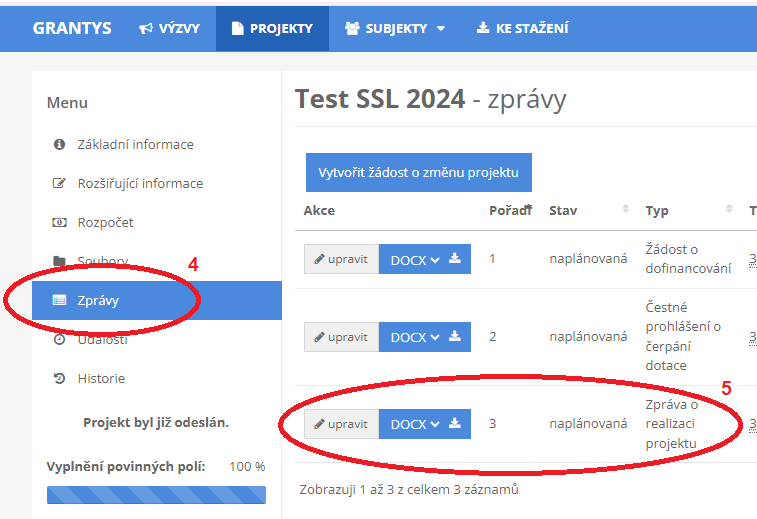 GRANTYS VÝZVY PROJEKTY SUBJEKTY KE STAŽENÍ
Menu
Základní informace
Rozšiřující informace
Rozpočet
Soubory
4
Zprávy
Události
Historie
Projekt byl již odeslán.
Vyplnění povinných polí: 100 %
Test SSL 2024 - zprávy
Vytvořit žádost o změnu projektu
Akce Pořadí Stav Typ T
upravit DOCX 1 naplánovaná Žádost o
dofinancování 3
upravit DOCX 2 naplánovaná Čestné
prohlášení o
čerpání
dotace 3
5
upravit DOCX 3 naplánovaná Zpráva o
realizaci
projektu 3
Zobrazuji 1 až 3 z celkem 3 záznamů